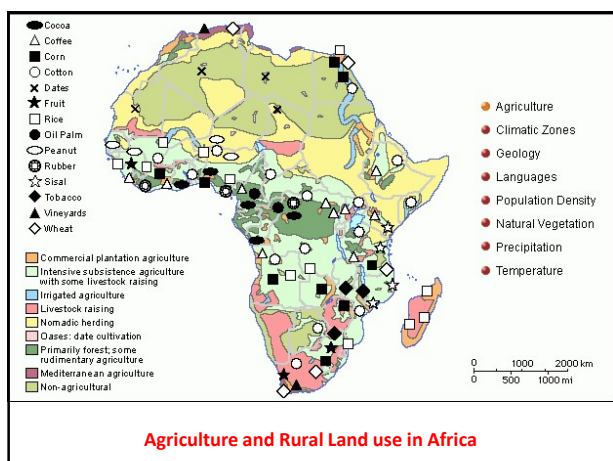 Cocoa
Coffee
Corn
Cotton
Dates
Fruit
Rice
Oil Palm
Peanut
Rubber
Sisal
Tobacco
Vineyards
Wheat
Commercial plantation agriculture
Intensive subsistence agriculture
with some livestock raising
Irrigated agriculture
Livestock raising
Nomadic herding
Oases: date cultivation
Primarily forest; some
rudimentary agriculture
Mediterranean agriculture
Non-agricultural
Agriculture
Climatic Zones
Geology
Languages
Population Density
Natural Vegetation
Precipitation
Temperature
0 1000 2000 km
0 500 1000 mi
Agriculture and Rural Land use in Africa